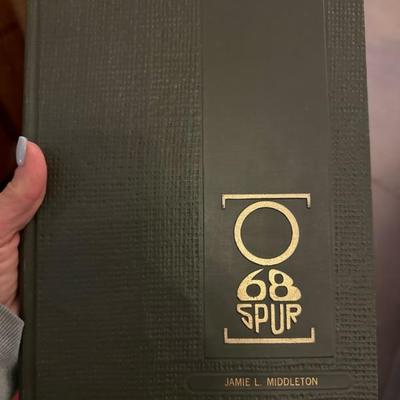 68
SPUR
JAMIE L. MIDDLETON